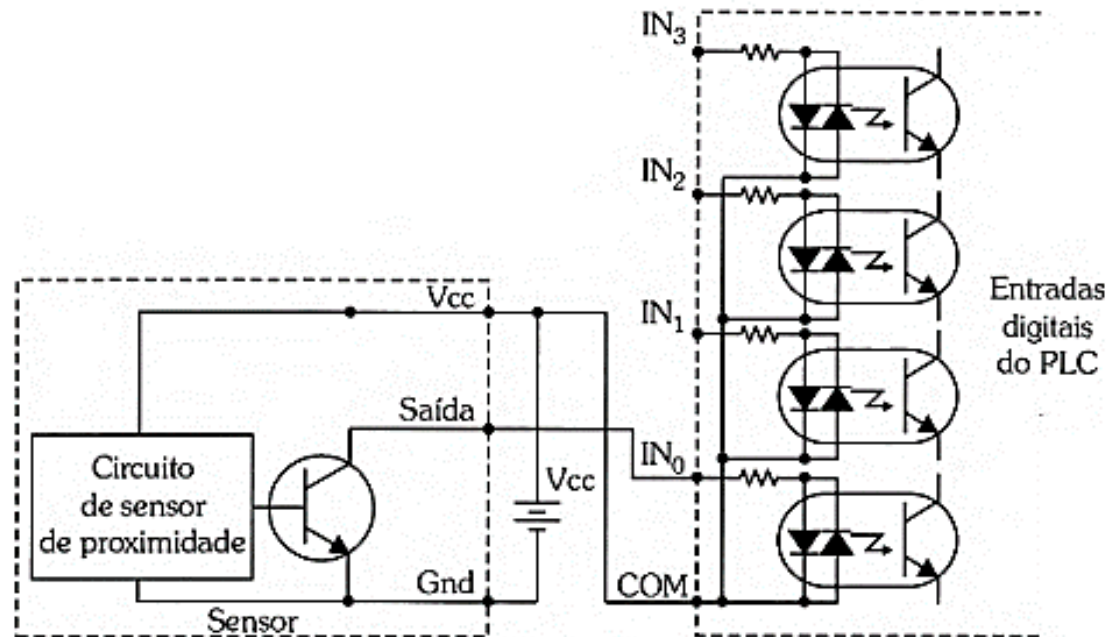 IN₃
IN₂
IN₁
Entradas
digitais
do PLC
Vcc
Saída
IN₀
Circuito
de sensor
de proximidade
Vcc
Gnd
COM
Sensor